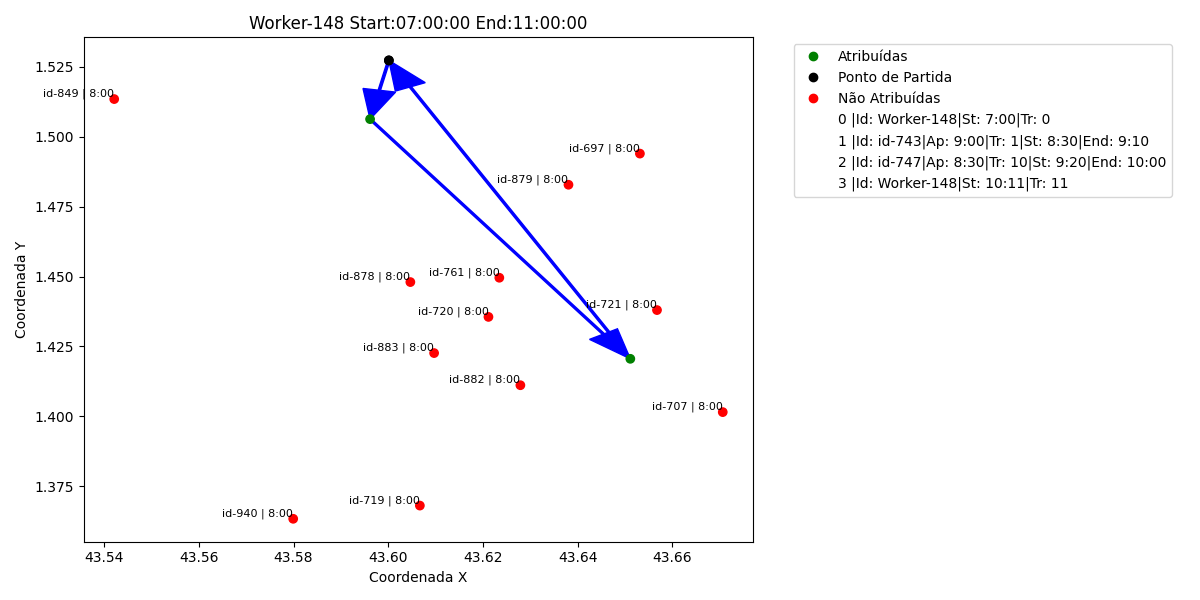 Worker-148 Start:07:00:00 End:11:00:00
Coordenada Y
1.525
1.500
1.475
1.450
1.425
1.400
1.375
id-849 | 8:00
id-697 | 8:00
id-879 | 8:00
id-878 | 8:00
id-761 | 8:00
id-721 | 8:00
id-720 | 8:00
id-883 | 8:00
id-882 | 8:00
id-707 | 8:00
id-719 | 8:00
id-940 | 8:00
43.54
43.56
43.58
43.60
43.62
43.64
43.66
Coordenada X
Atribuídas
Ponto de Partida
Não Atribuídas
0 |Id: Worker-148|St: 7:00|Tr: 0
1 |Id: id-743|Ap: 9:00|Tr: 1|St: 8:30|End: 9:10
2 |Id: id-747|Ap: 8:30|Tr: 10|St: 9:20|End: 10:00
3 |Id: Worker-148|St: 10:11|Tr: 11